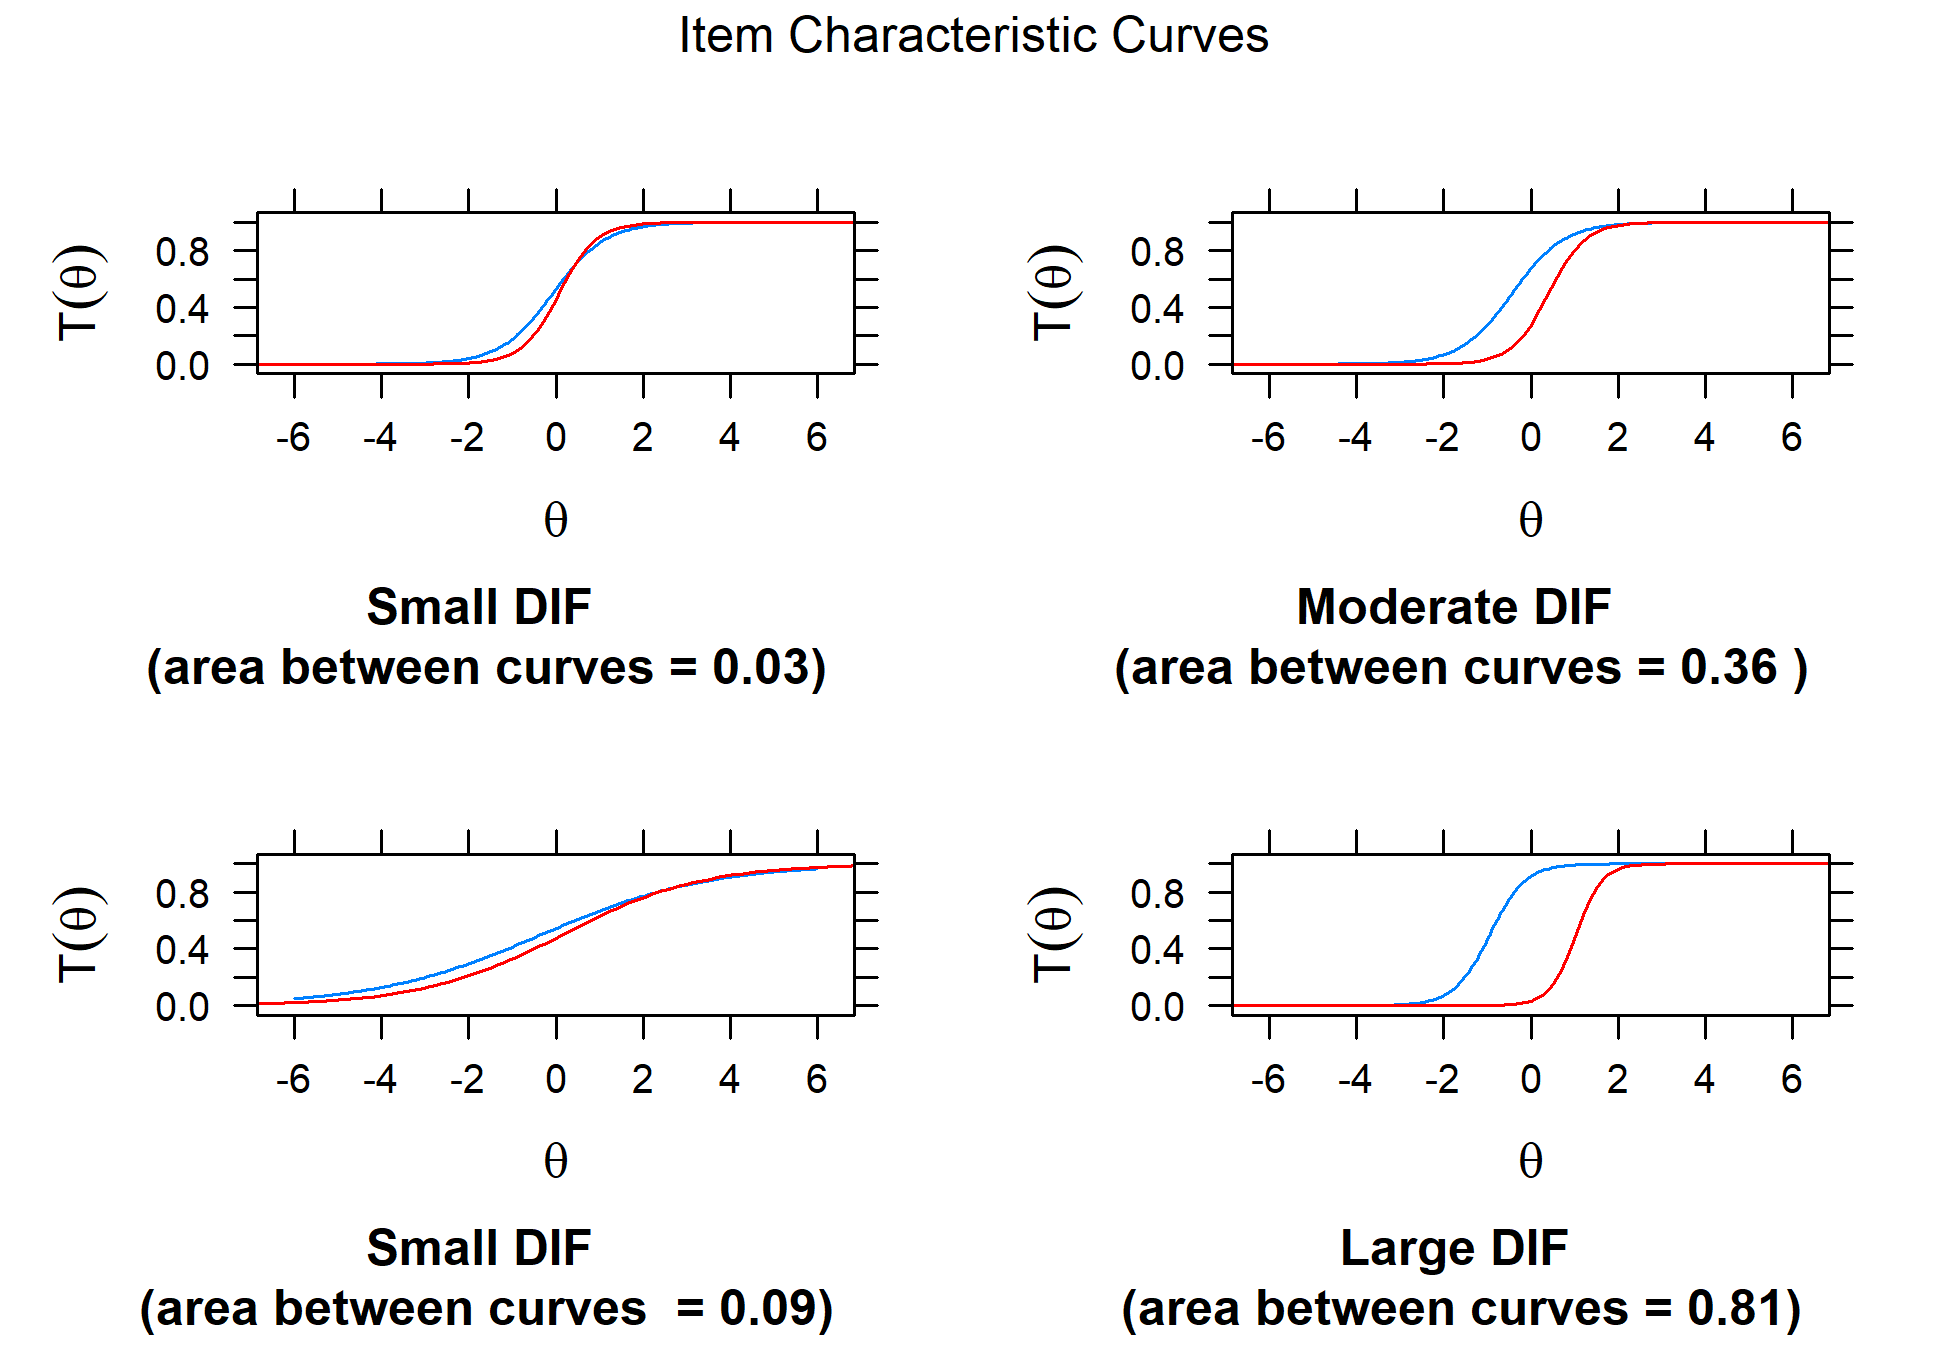 Item Characteristic Curves
T(θ)
0.8
0.4
0.0
-6 -4 -2 0 2 4 6
θ
Small DIF
(area between curves = 0.03)
T(θ)
0.8
0.4
0.0
-6 -4 -2 0 2 4 6
θ
Moderate DIF
(area between curves = 0.36 )
T(θ)
0.8
0.4
0.0
-6 -4 -2 0 2 4 6
θ
Small DIF
(area between curves  = 0.09)
T(θ)
0.8
0.4
0.0
-6 -4 -2 0 2 4 6
θ
Large DIF
(area between curves = 0.81)